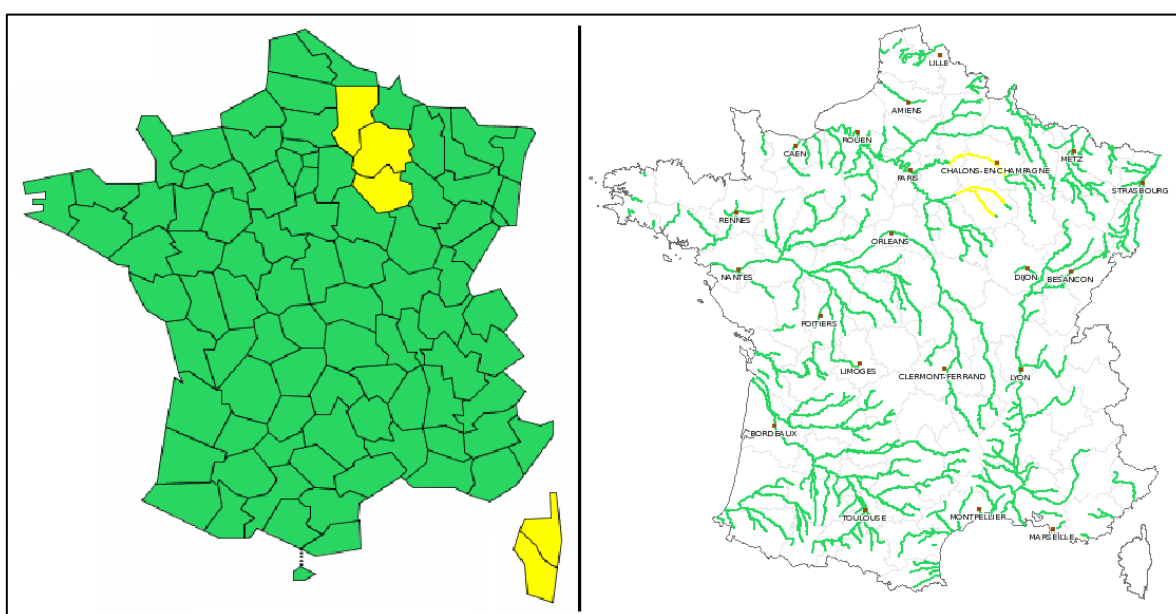 LILLE
AMIENS
ROUEN
CAEN
METZ
CHALONS-EN-CHAMPAGNE
PARIS
STRASBOURG
RENNES
ORLEANS
NANTES
DIJON
BESANCON
POITIERS
LIMOGES
CLERMONT-FERRAND
LYON
BORDEAUX
TOULOUSE
MONTPELLIER
MARSEILLE